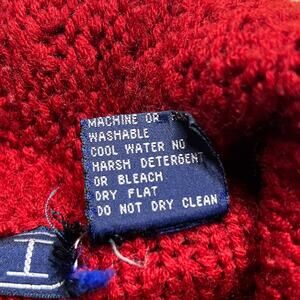 MACHINE OR
WASHABLE
COOL WATER NO
HARSH DETERGENT
OR BLEACH
DRY FLAT
DO NOT DRY CLEAN
H